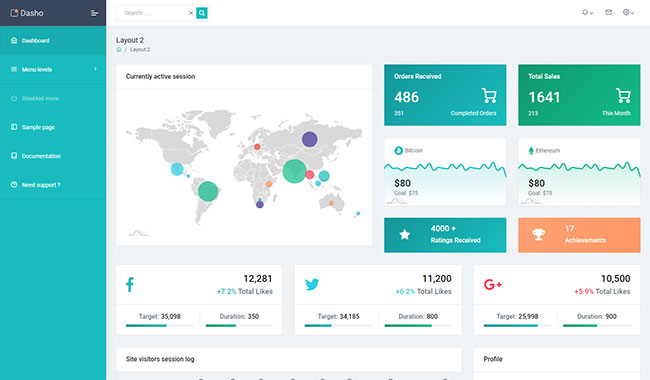 Dasho
Search . . .
Dashboard
Menu levels
Disabled menu
Sample page
Documentation
Need support ?
Layout 2
/ Layout 2
Currently active session
Orders Received
486
351 Completed Orders
Total Sales
1641
213 This Month
Bitcoin
$80
Goal: $75
Ethereum
$80
Goal: $75
4000 +
Ratings Received
17
Achievements
12,281
+7.2% Total Likes
Target: 35,098 Duration: 350
11,200
+6.2% Total Likes
Target: 34,185 Duration: 800
G+
10,500
+5.9% Total Likes
Target: 25,998 Duration: 900
Site visitors session log
Profile